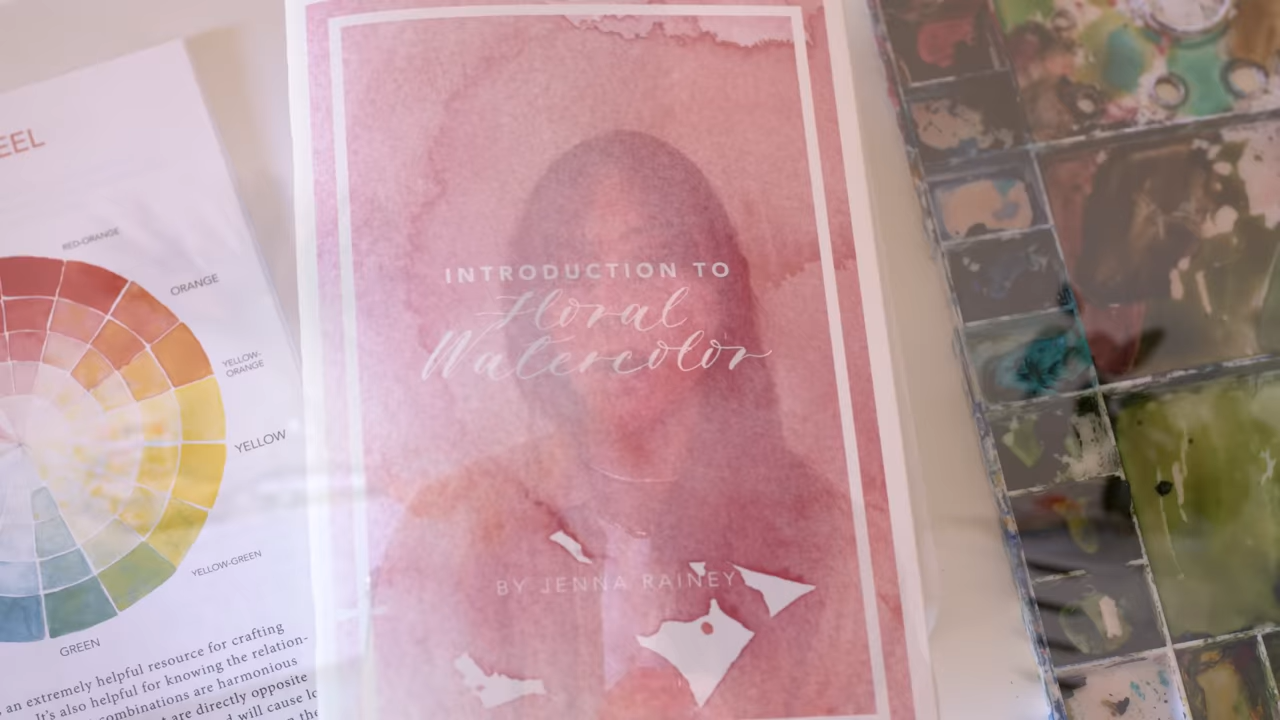 EEL
RED-ORANGE
ORANGE
YELLOW-
ORANGE
YELLOW
YELLOW-GREEN
GREEN
an extremely helpful resource for crafting
It's also helpful for knowing the relation-
combinations are harmonious
are directly opposite
will cause
INTRODUCTION TO
Floral
Watercolor
BY JENNA RAINEY